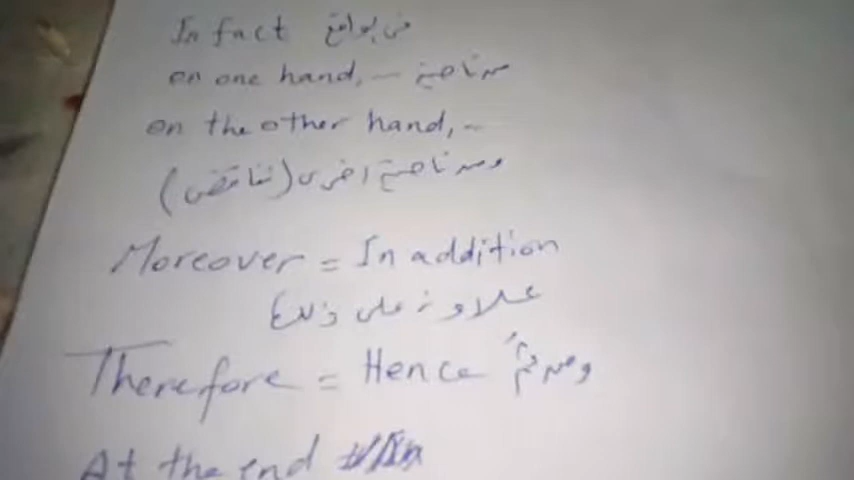 In fact في الواقع
on one hand, — من ناحية
on the other hand, —
ومن ناحية اخرى (تناقض)
Moreover = In addition
علاوة على ذلك
Therefore = Hence ومن ثم
At the end